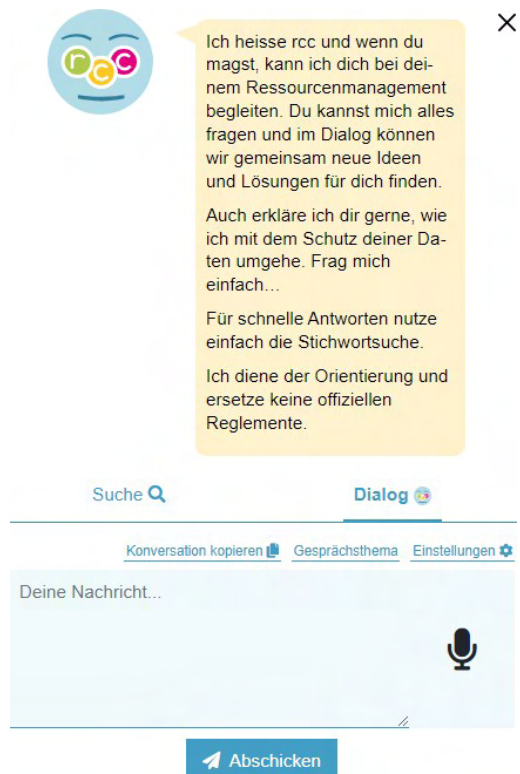 rcc
Ich heisse rcc und wenn du
magst, kann ich dich bei dei-
nem Ressourcenmanagement
begleiten. Du kannst mich alles
fragen und im Dialog können
wir gemeinsam neue Ideen
und Lösungen für dich finden.
Auch erkläre ich dir gerne, wie
ich mit dem Schutz deiner Da-
ten umgehe. Frag mich
einfach…
Für schnelle Antworten nutze
einfach die Stichwortsuche.
Ich diene der Orientierung und
ersetze keine offiziellen
Reglemente.
Suche Dialog
Konversation kopieren Gesprächsthema Einstellungen
Deine Nachricht...
Abschicken